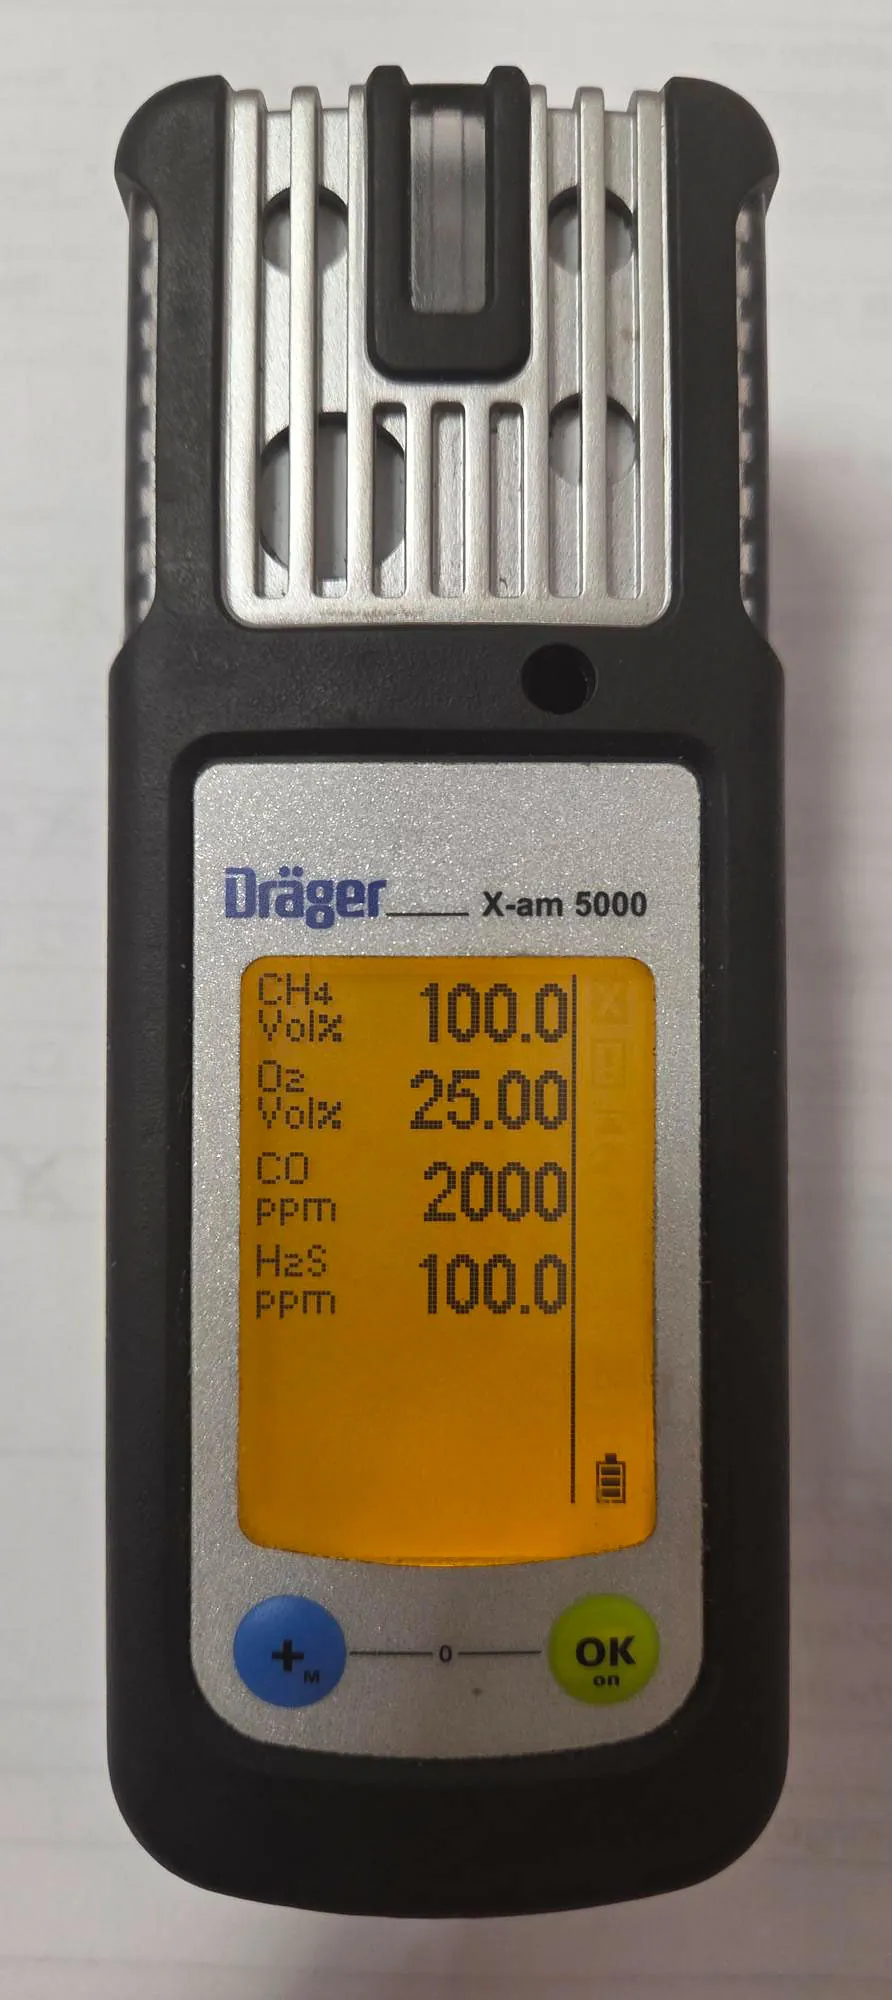 Dräger X-am 5000
CH4
Vol% 100.0
O2
Vol% 25.00
CO
ppm 2000
H2S
ppm 100.0
+M 0 OK
on